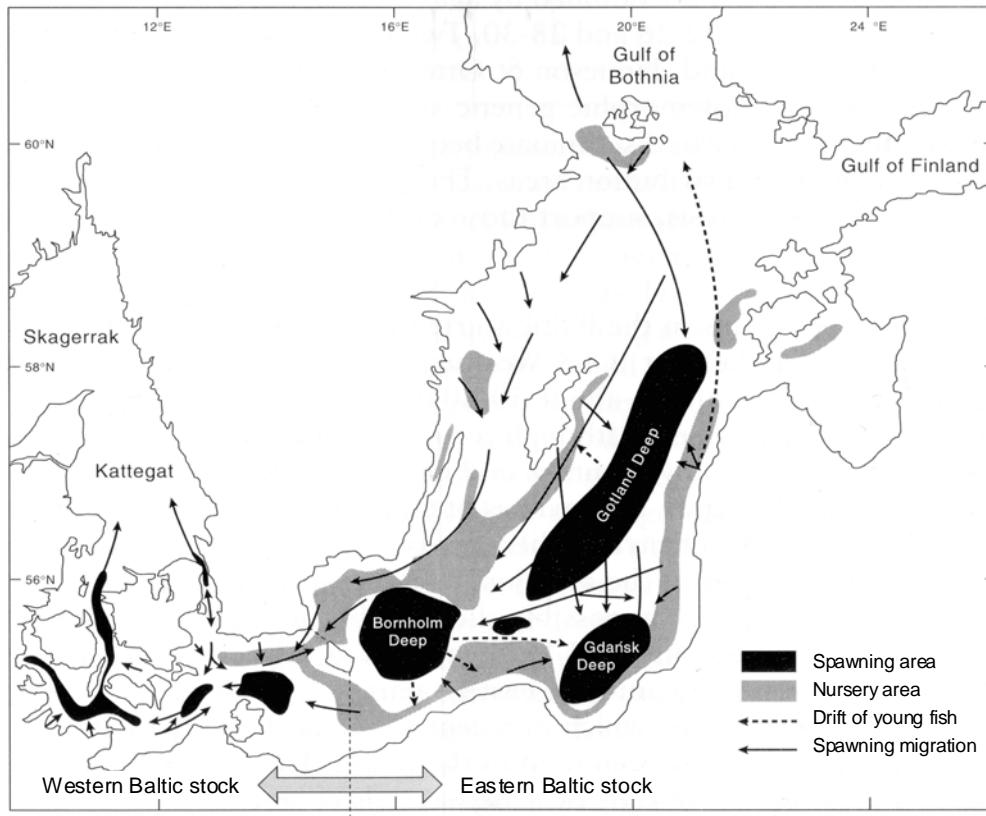 12°E
16°E
20°E
24 °E
Gulf of
Bothnia
60°N
Gulf of Finland
Skagerrak
58°N
Kattegat
Gotland Deep
56°N
Bornholm
Deep
Gdańsk
Deep
Spawning area
Nursery area
Drift of young fish
Spawning migration
Western Baltic stock
Eastern Baltic stock